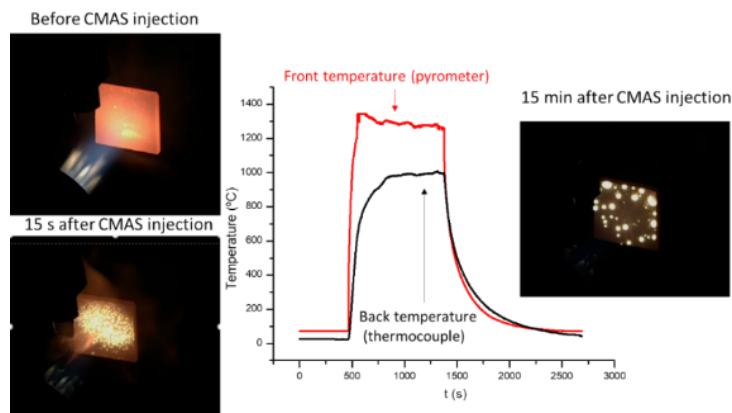 Before CMAS injection
15 s after CMAS injection
Front temperature (pyrometer)
Temperature (ºC)
1400
1200
1000
800
600
400
200
0
Back temperature
(thermocouple)
0
500
1000
1500
2000
2500
3000
t (s)
15 min after CMAS injection